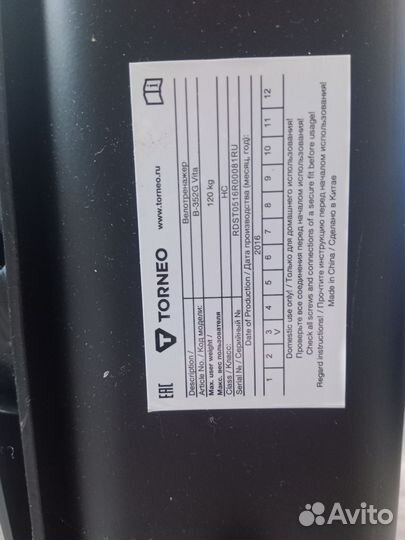 TORNEO
www.torneo.ru
Description / Велотренажер
Article No. / Код модели: B-352G Vita
Max. user weight / 120 kg
Макс. вес пользователя
Class / Класс: HC
Serial № / Серийный № RDST0516R00081RU
Date of Production / Дата производства (месяц, год):
2016
1 2 3 4 5 6 7 8 9 10 11 12
V
Domestic use only! / Только для домашнего использования!
Проверьте все соединения перед началом использования!
Check all screws and connections of a secure fit before usage!
Regard instructions! / Прочтите инструкцию перед началом использования!
Made in China / Сделано в Китае
EAC
Avito